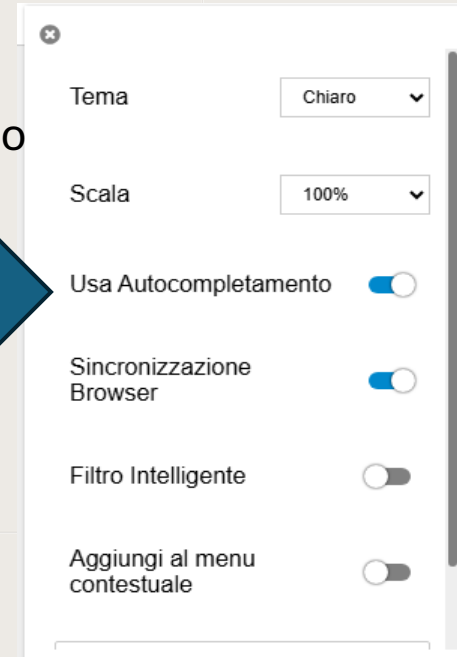 o
Tema
Chiaro
Scala
100%
Usa Autocompletamento
Sincronizzazione
Browser
Filtro Intelligente
Aggiungi al menu
contestuale